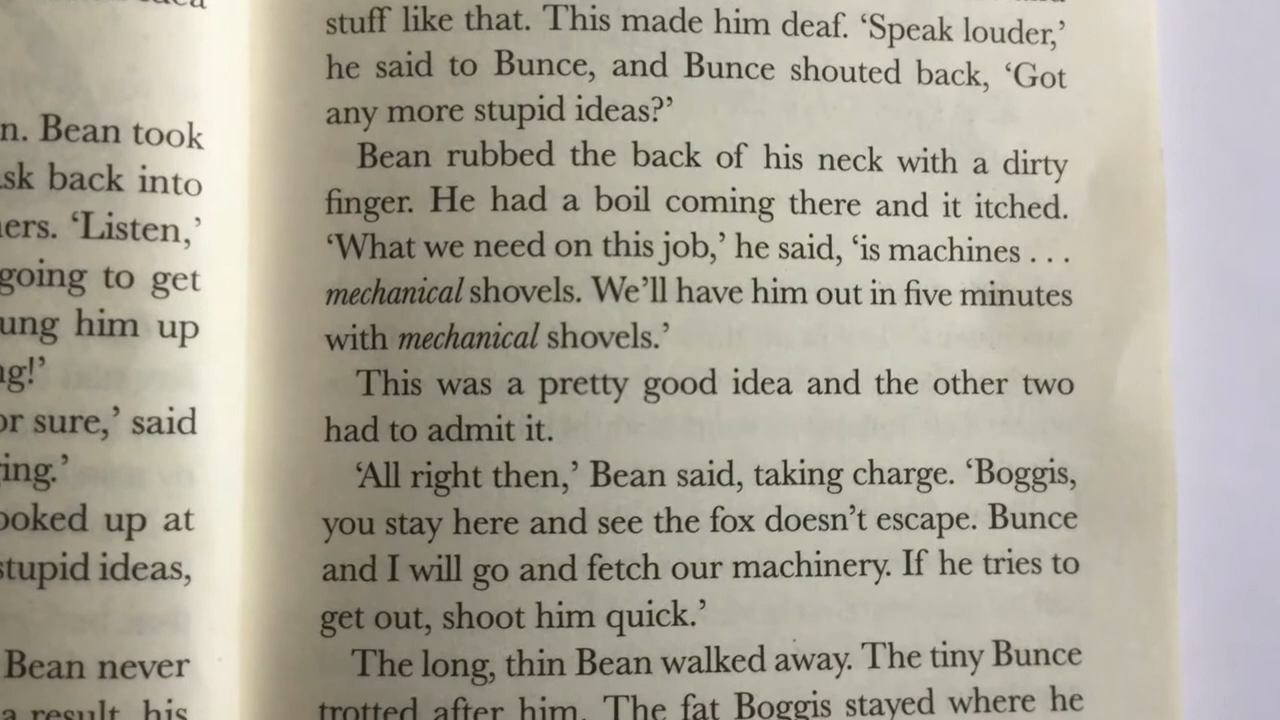 n. Bean took
back into
‘Listen,’
going to get
him up
sure,’ said
up at
stupid ideas,
Bean never
a result, his
stuff like that. This made him deaf. ‘Speak louder,’
he said to Bunce, and Bunce shouted back, ‘Got
any more stupid ideas?’
Bean rubbed the back of his neck with a dirty
finger. He had a boil coming there and it itched.
‘What we need on this job,’ he said, ‘is machines . . .
mechanical shovels. We’ll have him out in five minutes
with mechanical shovels.’
This was a pretty good idea and the other two
had to admit it.
‘All right then,’ Bean said, taking charge. ‘Boggis,
you stay here and see the fox doesn’t escape. Bunce
and I will go and fetch our machinery. If he tries to
get out, shoot him quick.’
The long, thin Bean walked away. The tiny Bunce
trotted after him. The fat Boggis stayed where he